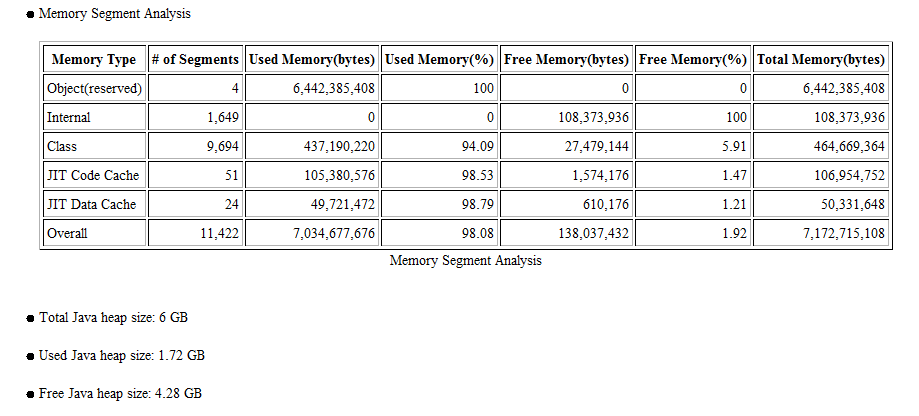 Memory Segment Analysis
Memory Type # of Segments Used Memory(bytes) Used Memory(%) Free Memory(bytes) Free Memory(%) Total Memory(bytes)
Object(reserved) 4 6,442,385,408 100 0 0 6,442,385,408
Internal 1,649 0 0 108,373,936 100 108,373,936
Class 9,694 437,190,220 94.09 27,479,144 5.91 464,669,364
JIT Code Cache 51 105,380,576 98.53 1,574,176 1.47 106,954,752
JIT Data Cache 24 49,721,472 98.79 610,176 1.21 50,331,648
Overall 11,422 7,034,677,676 98.08 138,037,432 1.92 7,172,715,108
Memory Segment Analysis
Total Java heap size: 6 GB
Used Java heap size: 1.72 GB
Free Java heap size: 4.28 GB